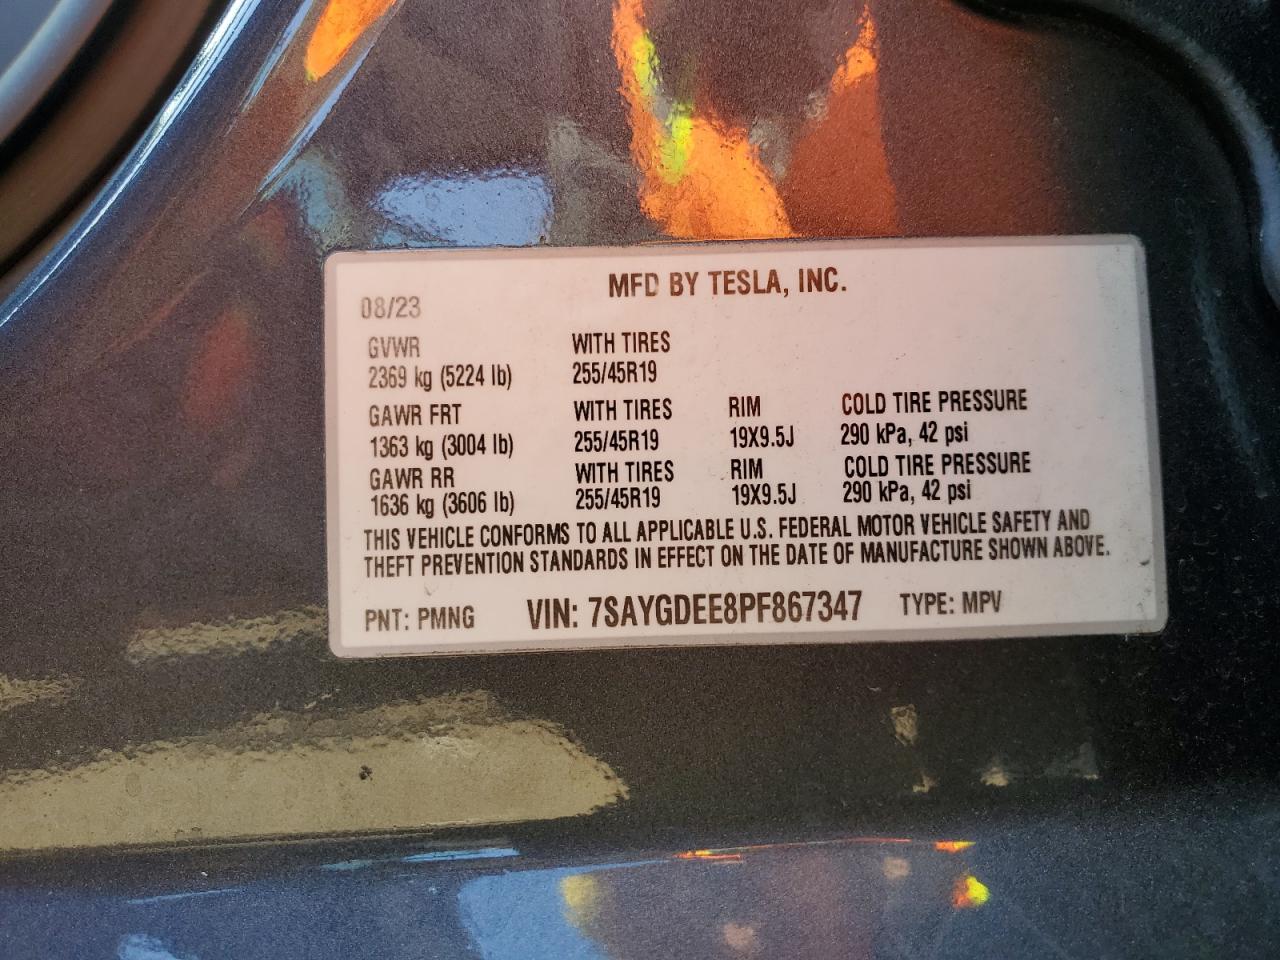 MFD BY TESLA, INC.
08/23
GVWR WITH TIRES
2369 kg (5224 lb) 255/45R19
GAWR FRT WITH TIRES RIM COLD TIRE PRESSURE
1363 kg (3004 lb) 255/45R19 19X9.5J 290 kPa, 42 psi
GAWR RR WITH TIRES RIM COLD TIRE PRESSURE
1636 kg (3606 lb) 255/45R19 19X9.5J 290 kPa, 42 psi
THIS VEHICLE CONFORMS TO ALL APPLICABLE U.S. FEDERAL MOTOR VEHICLE SAFETY AND
THEFT PREVENTION STANDARDS IN EFFECT ON THE DATE OF MANUFACTURE SHOWN ABOVE.
PNT: PMNG VIN: 7SAYGDEE8PF867347 TYPE: MPV